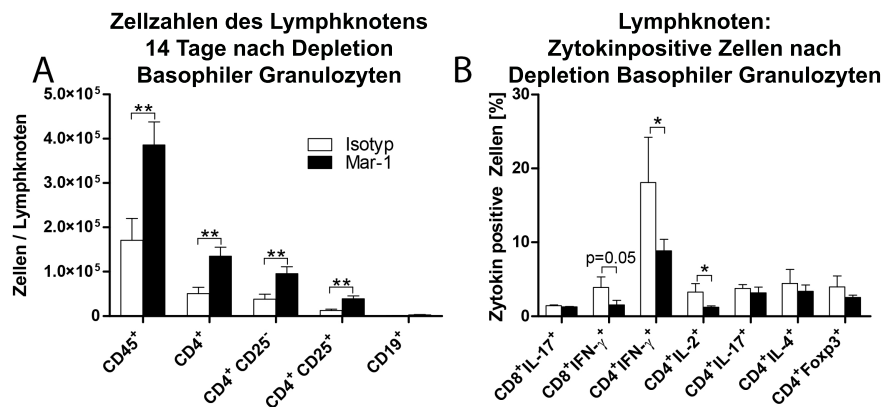 Zellzahlen des Lymphknotens
14 Tage nach Depletion
Basophiler Granulozyten
A
Zellen / Lymphknoten
5.0×10⁵
4.0×10⁵
3.0×10⁵
2.0×10⁵
1.0×10⁵
0
**
**
**
**
Isotyp
Mar-1
CD45⁺
CD4⁺
CD4⁺ CD25⁻
CD4⁺ CD25⁺
CD19⁺
Lymphknoten:
Zytokinpositive Zellen nach
Depletion Basophiler Granulozyten
B
Zytokin positive Zellen [%]
30
20
10
0
p=0.05
*
*
CD8⁺IL-17⁺
CD8⁺IFN-γ⁺
CD4⁺IFN-γ⁺
CD4⁺IL-2⁺
CD4⁺IL-17⁺
CD4⁺IL-4⁺
CD4⁺Foxp3⁺